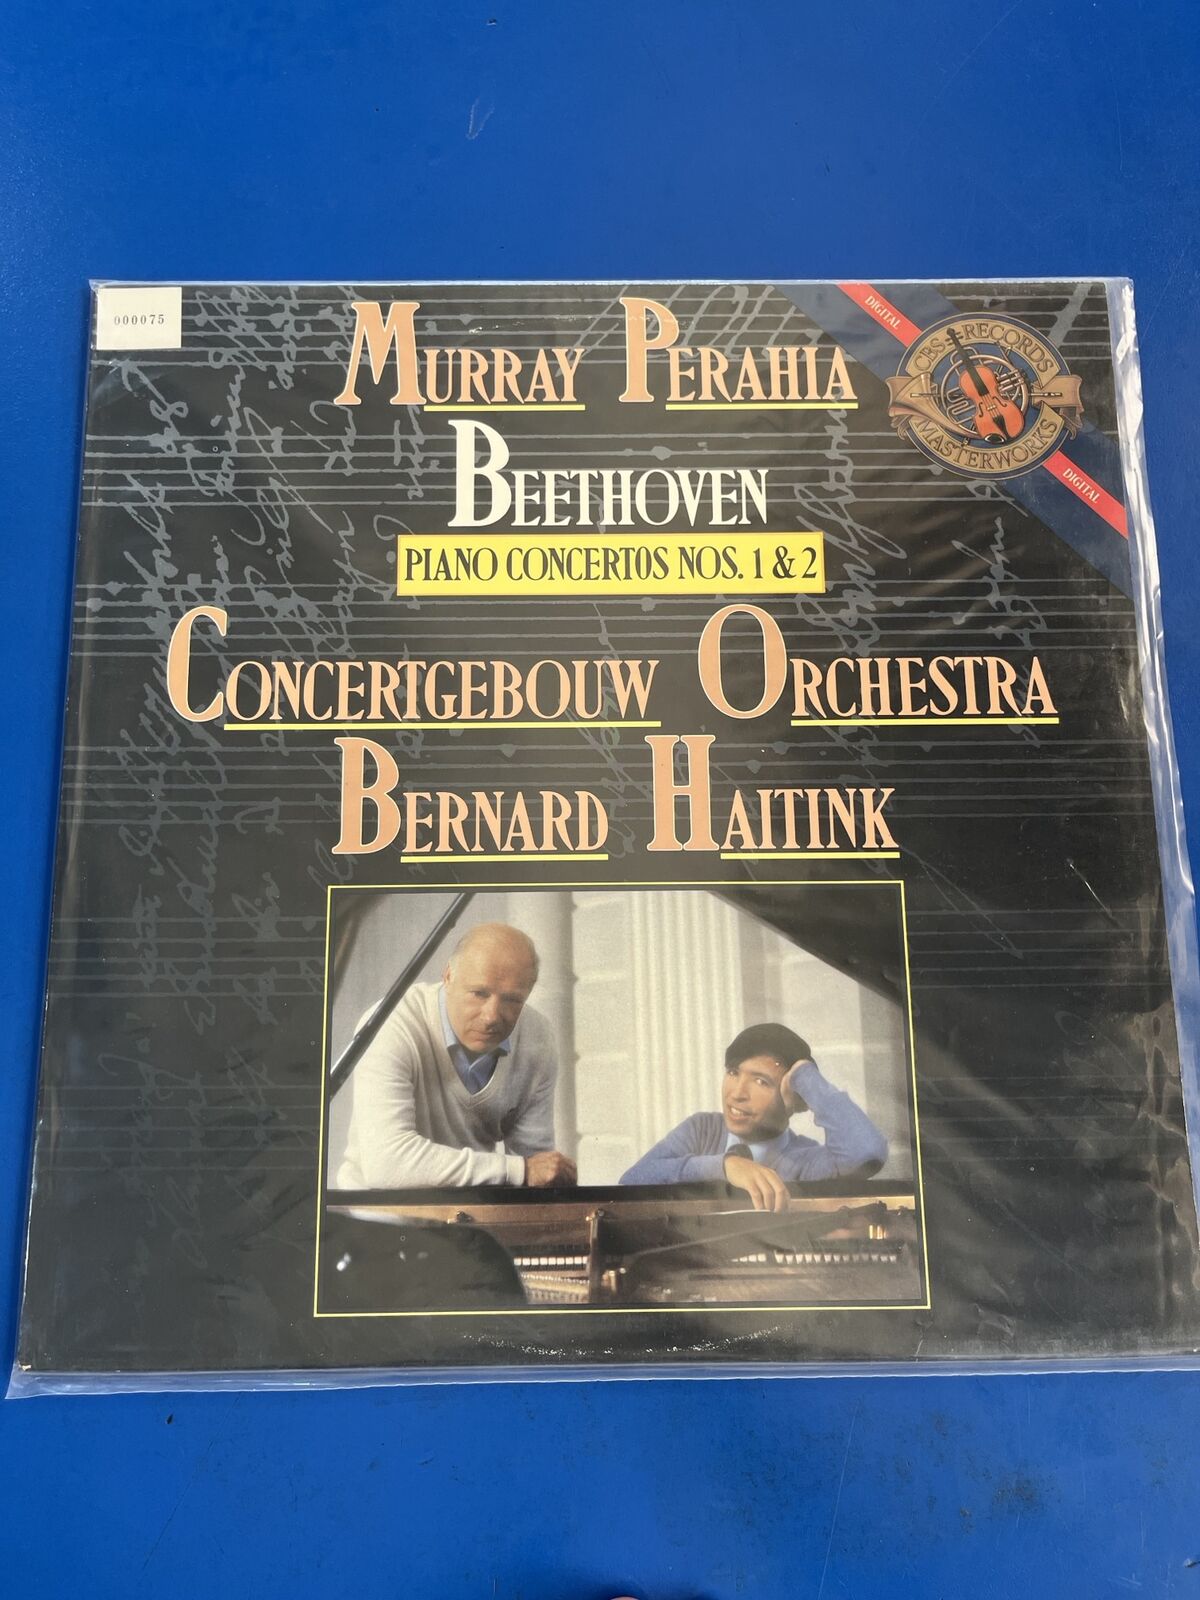 000075
MURRAY PERAHIA
DIGITAL
CBS RECORDS
MASTERWORKS
DIGITAL
BEETHOVEN
PIANO CONCERTOS NOS. 1 & 2
CONCERTGEBOUW ORCHESTRA
BERNARD HAITINK